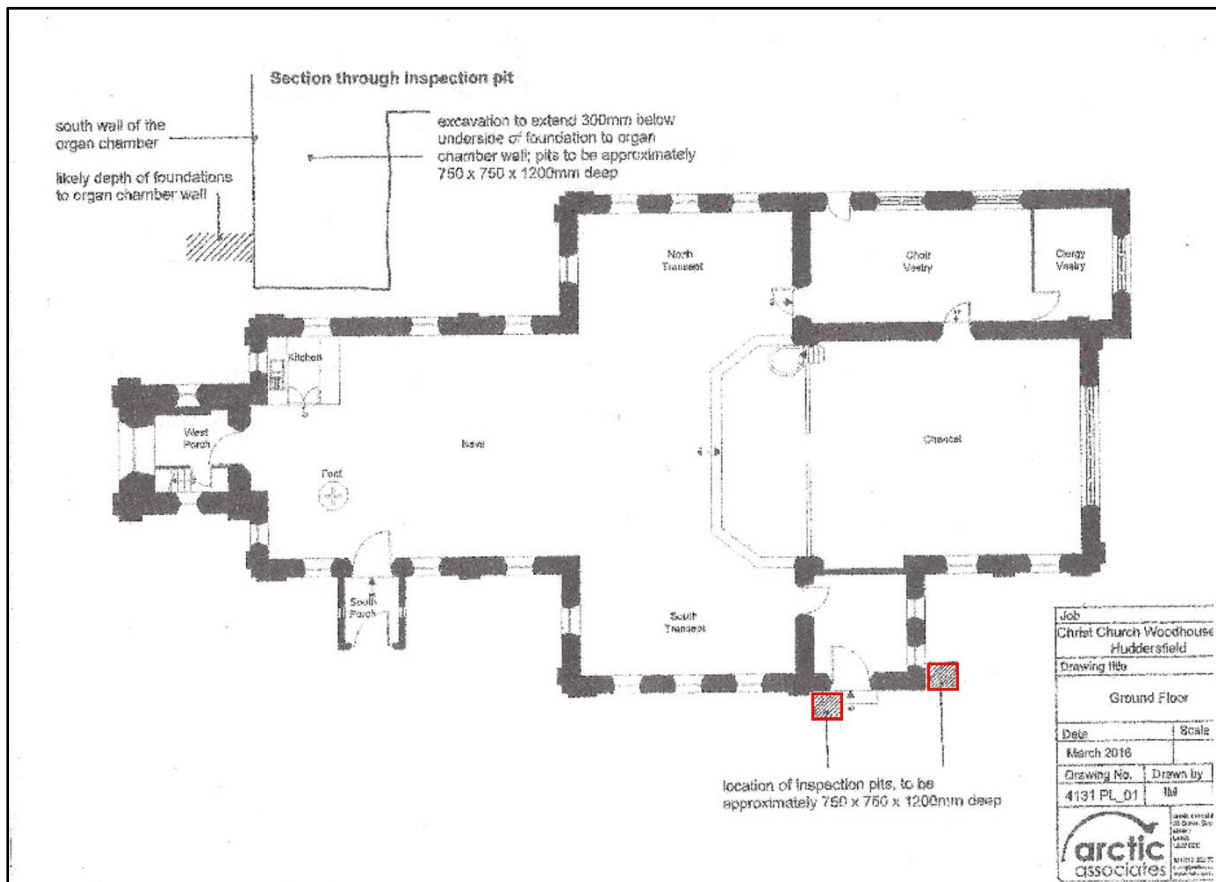 Section through inspection pit
south wall of the
organ chamber
likely depth of foundations
to organ chamber wall
excavation to extend 300mm below
underside of foundation to organ
chamber wall; pits to be approximately
750 x 750 x 1200mm deep
North
Transept
Choir
Vestry
Clergy
Vestry
Kitchen
West
Porch
Nave
Chancel
Font
South
Porch
South
Transept
location of inspection pits, to be
approximately 750 x 750 x 1200mm deep
Job
Christ Church Woodhouse
Huddersfield
Drawing title
Ground Floor
Date
Scale
March 2016
Drawing No.
Drawn by
4131 PL_01
arctic
associates